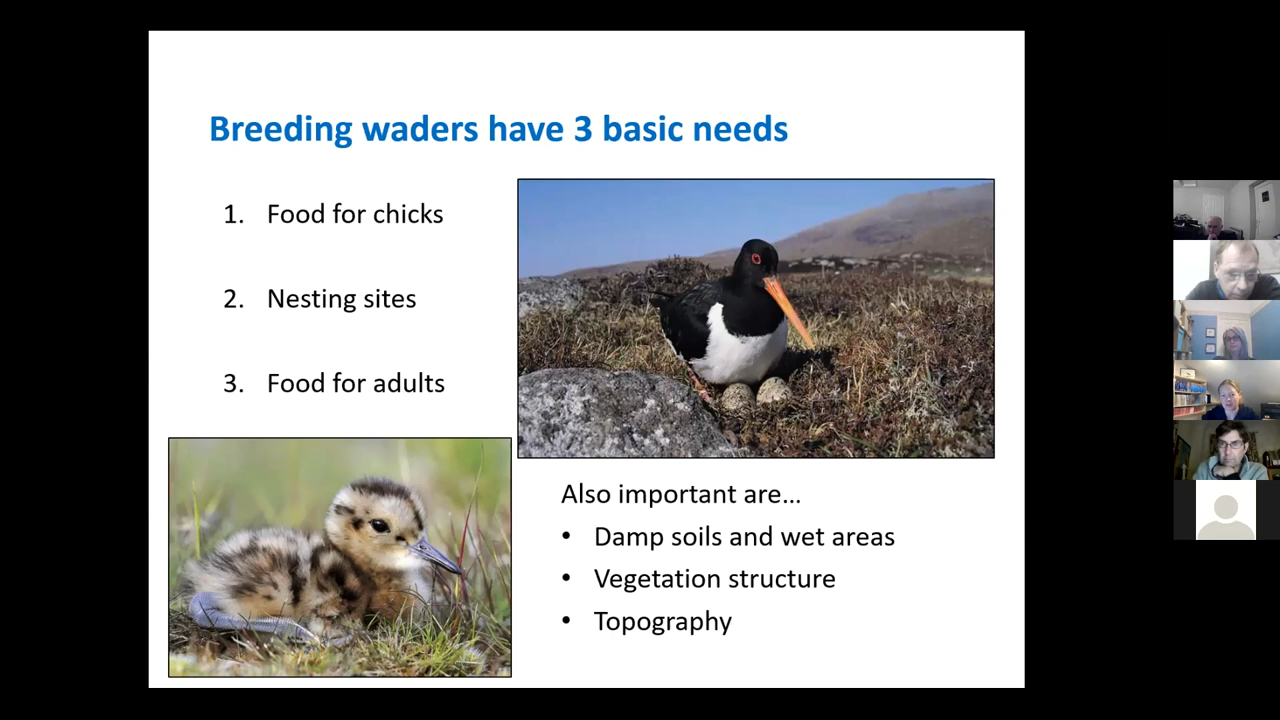 Breeding waders have 3 basic needs
1. Food for chicks
2. Nesting sites
3. Food for adults
Also important are...
• Damp soils and wet areas
• Vegetation structure
• Topography